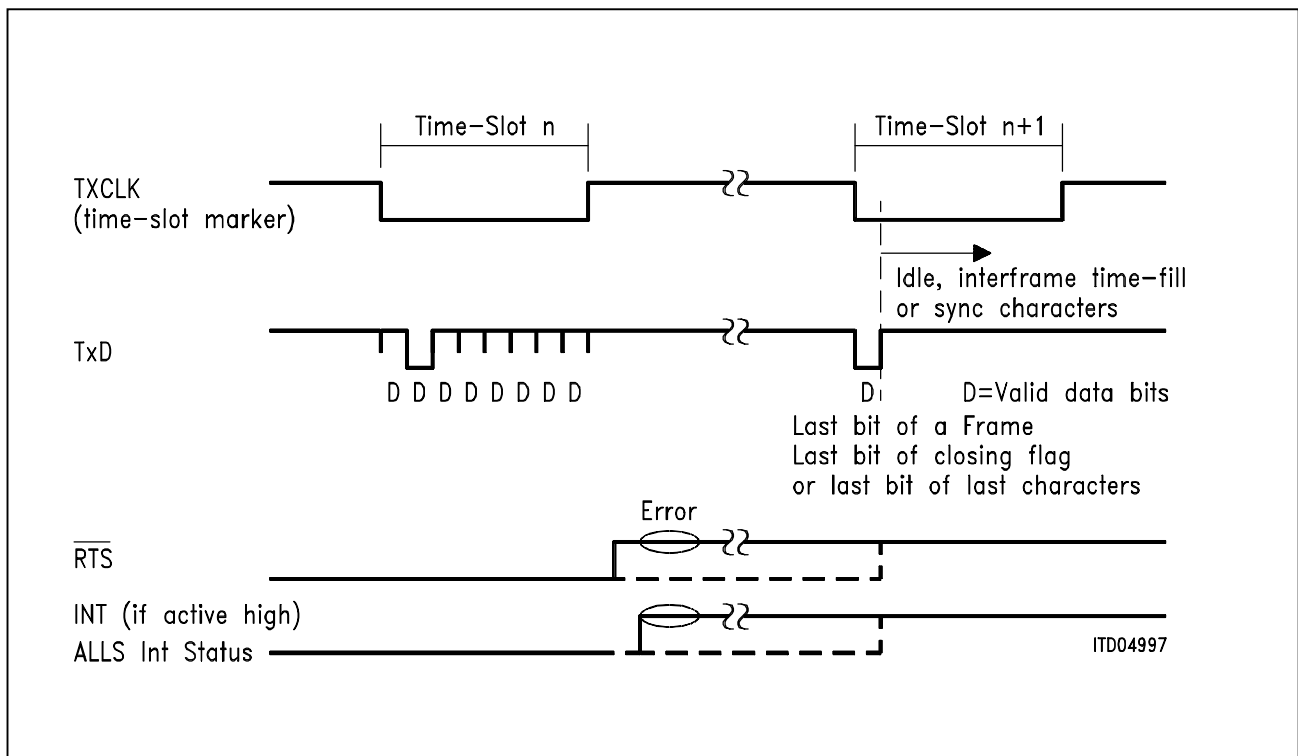 Time-Slot n
Time-Slot n+1
TXCLK
(time-slot marker)
Idle, interframe time-fill
or sync characters
TxD
D D D D D D D D
D
D=Valid data bits
Last bit of a Frame
Last bit of closing flag
or last bit of last characters
Error
RTS
INT (if active high)
ALLS Int Status
ITD04997